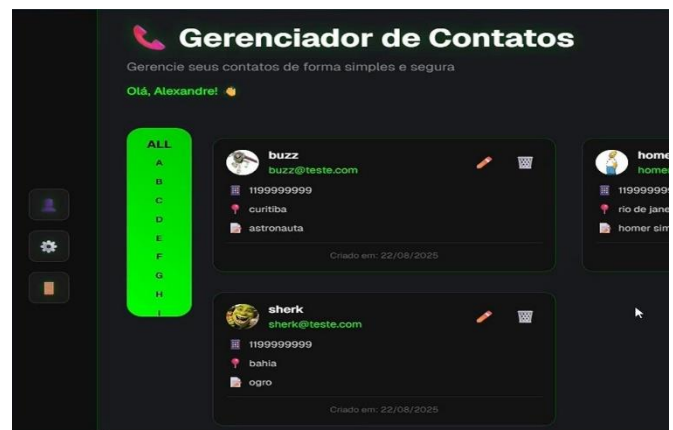 Gerenciador de Contatos
Gerencie seus contatos de forma simples e segura
Olá, Alexandre!
ALL
A
B
C
D
E
F
G
H
I
buzz
buzz@teste.com
1199999999
curitiba
astronauta
Criado em: 22/08/2025
home
home
11999999
rio de jane
homer sim
sherk
sherk@teste.com
1199999999
bahia
ogro
Criado em: 22/08/2025